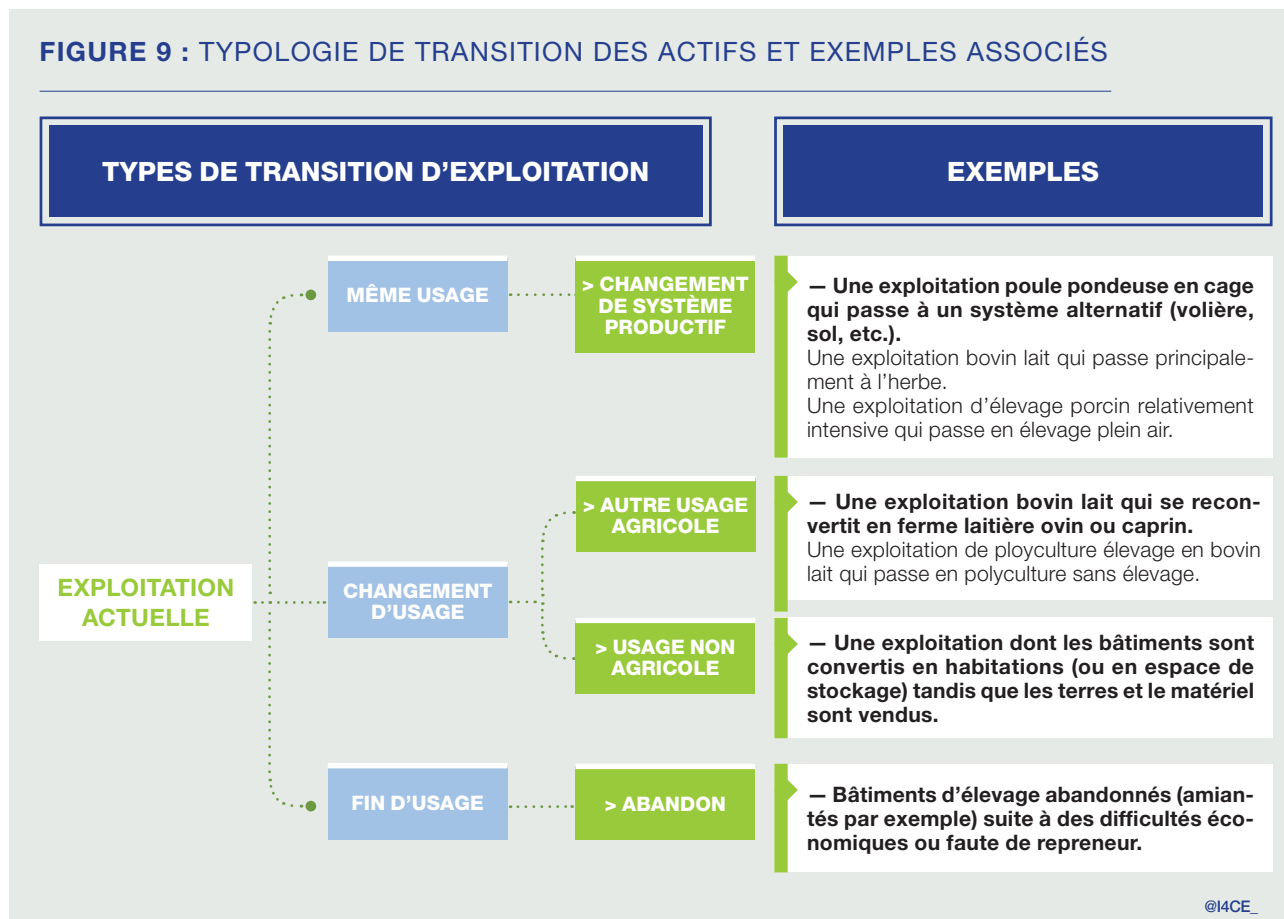 FIGURE 9 : TYPOLOGIE DE TRANSITION DES ACTIFS ET EXEMPLES ASSOCIÉS
TYPES DE TRANSITION D'EXPLOITATION
EXEMPLES
EXPLOITATION
ACTUELLE
MÊME USAGE
> CHANGEMENT
DE SYSTÈME
PRODUCTIF
— Une exploitation poule pondeuse en cage
qui passe à un système alternatif (volière,
sol, etc.).
Une exploitation bovin lait qui passe principale-
ment à l'herbe.
Une exploitation d'élevage porcin relativement
intensive qui passe en élevage plein air.
CHANGEMENT
D'USAGE
> AUTRE USAGE
AGRICOLE
— Une exploitation bovin lait qui se recon-
vertit en ferme laitière ovin ou caprin.
Une exploitation de ployculture élevage en bovin
lait qui passe en polyculture sans élevage.
> USAGE NON
AGRICOLE
— Une exploitation dont les bâtiments sont
convertis en habitations (ou en espace de
stockage) tandis que les terres et le matériel
sont vendus.
FIN D'USAGE
> ABANDON
— Bâtiments d'élevage abandonnés (amian-
tés par exemple) suite à des difficultés éco-
nomiques ou faute de repreneur.
@I4CE_